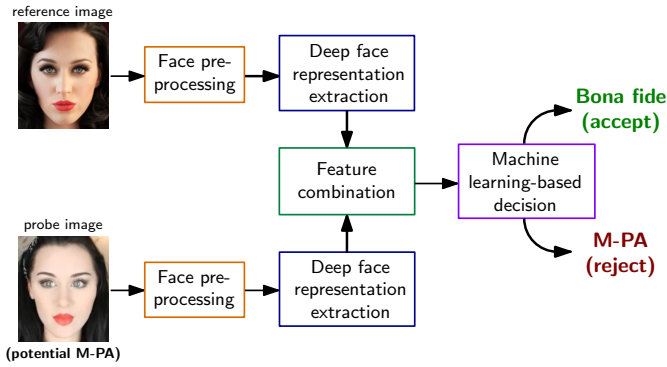 reference image
Face pre-
processing
Deep face
representation
extraction
Bona fide
(accept)
Feature
combination
Machine
learning-based
decision
probe image
Face pre-
processing
Deep face
representation
extraction
M-PA
(reject)
(potential M-PA)